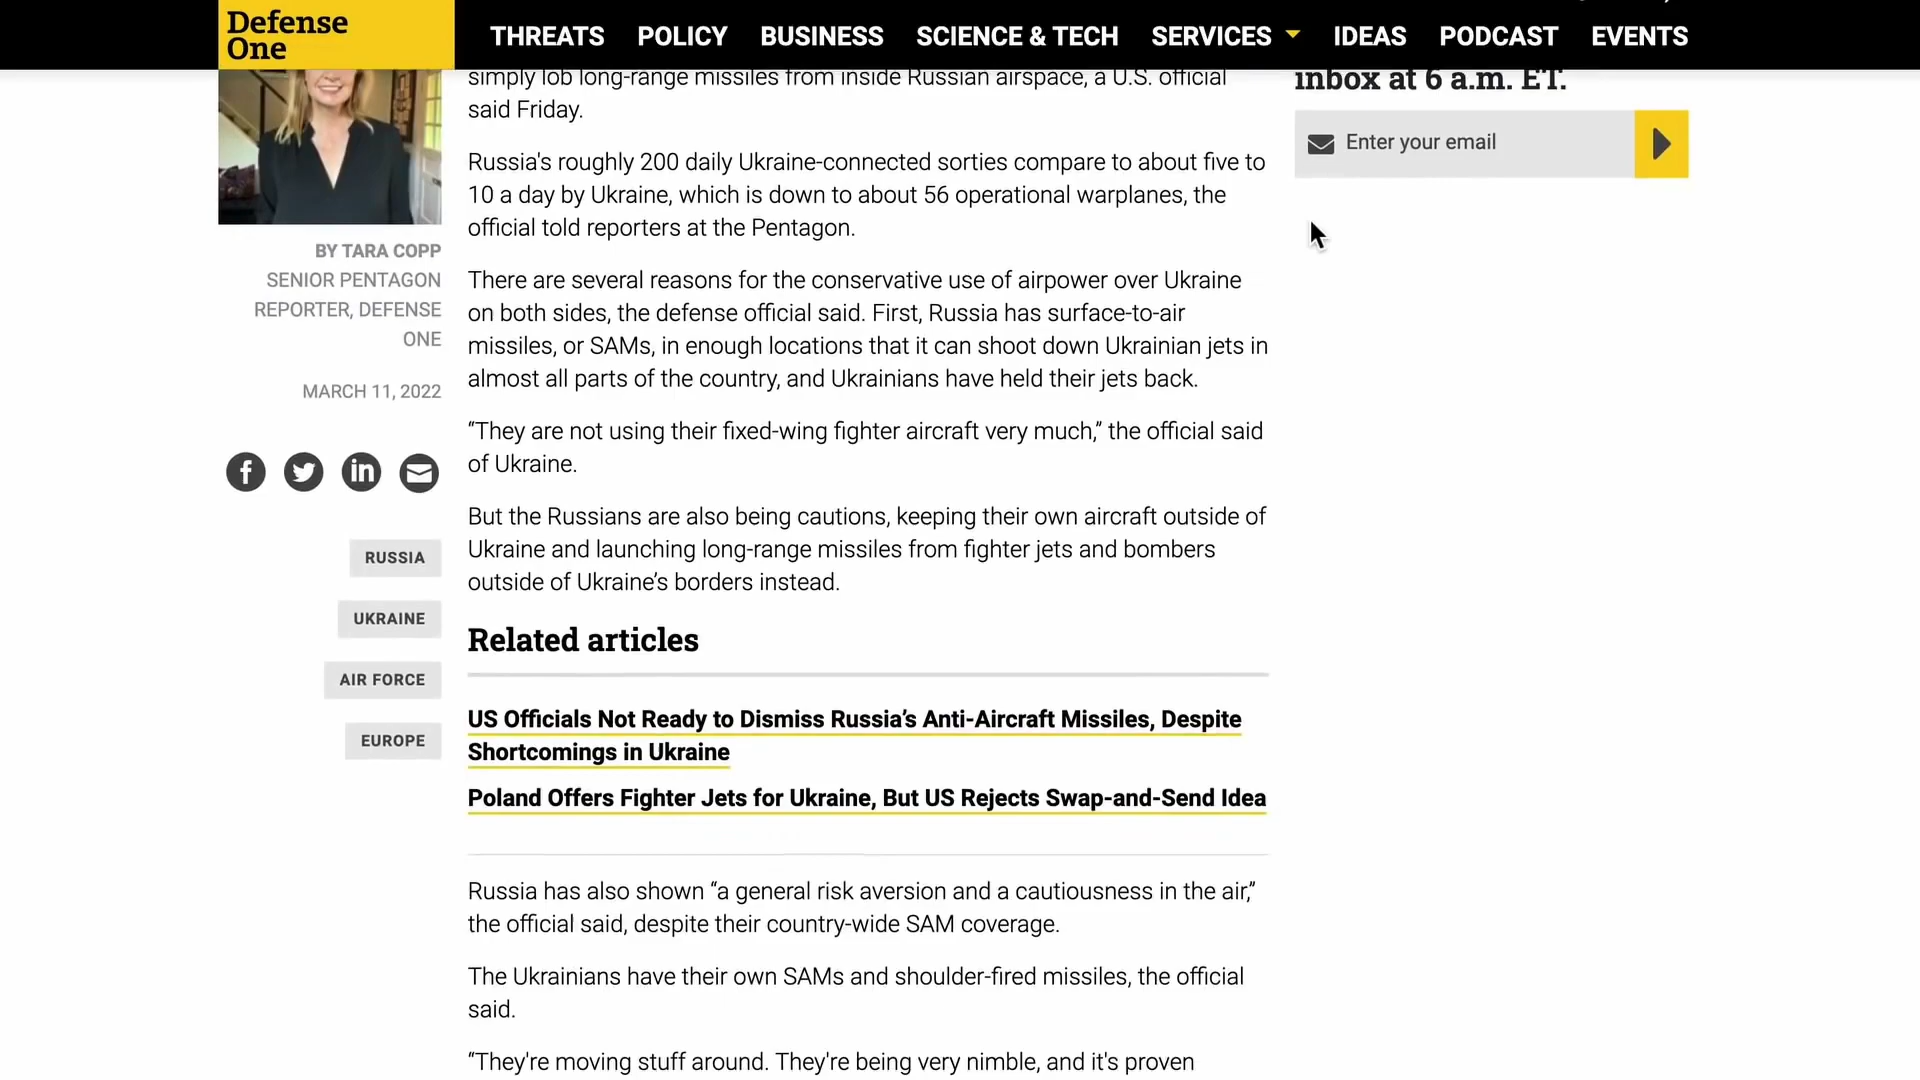 Defense
One
THREATS POLICY BUSINESS SCIENCE & TECH SERVICES IDEAS PODCAST EVENTS
simply lob long-range missiles from inside Russian airspace, a U.S. official
said Friday.
Russia's roughly 200 daily Ukraine-connected sorties compare to about five to
10 a day by Ukraine, which is down to about 56 operational warplanes, the
official told reporters at the Pentagon.
There are several reasons for the conservative use of airpower over Ukraine
on both sides, the defense official said. First, Russia has surface-to-air
missiles, or SAMs, in enough locations that it can shoot down Ukrainian jets in
almost all parts of the country, and Ukrainians have held their jets back.
“They are not using their fixed-wing fighter aircraft very much,” the official said
of Ukraine.
But the Russians are also being cautions, keeping their own aircraft outside of
Ukraine and launching long-range missiles from fighter jets and bombers
outside of Ukraine’s borders instead.
Related articles
US Officials Not Ready to Dismiss Russia’s Anti-Aircraft Missiles, Despite
Shortcomings in Ukraine
Poland Offers Fighter Jets for Ukraine, But US Rejects Swap-and-Send Idea
Russia has also shown “a general risk aversion and a cautiousness in the air,”
the official said, despite their country-wide SAM coverage.
The Ukrainians have their own SAMs and shoulder-fired missiles, the official
said.
“They're moving stuff around. They're being very nimble, and it's proven
BY TARA COPP
SENIOR PENTAGON
REPORTER, DEFENSE
ONE
MARCH 11, 2022
RUSSIA
UKRAINE
AIR FORCE
EUROPE
inbox at 6 a.m. ET.
Enter your email